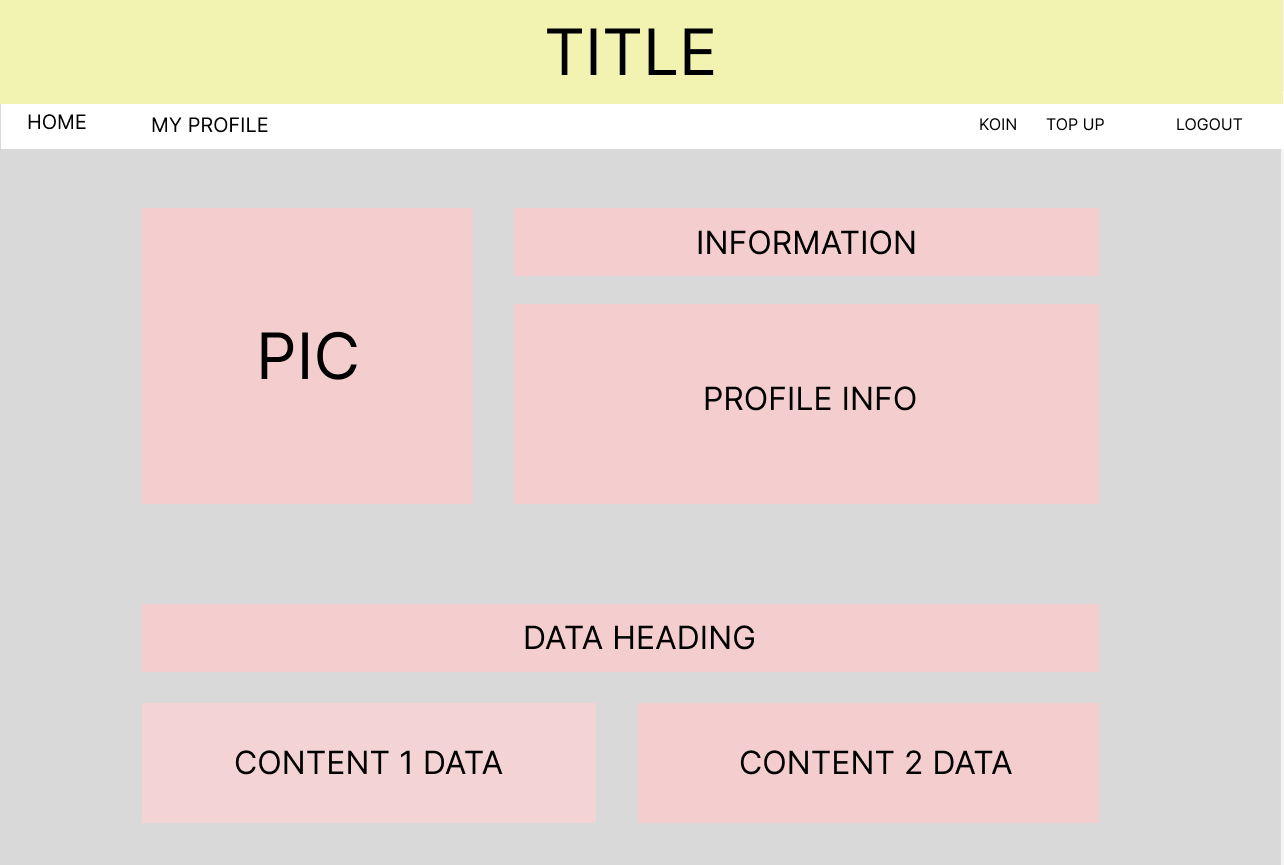 TITLE
HOME MY PROFILE KOIN TOP UP LOGOUT
PIC
INFORMATION
PROFILE INFO
DATA HEADING
CONTENT 1 DATA
CONTENT 2 DATA